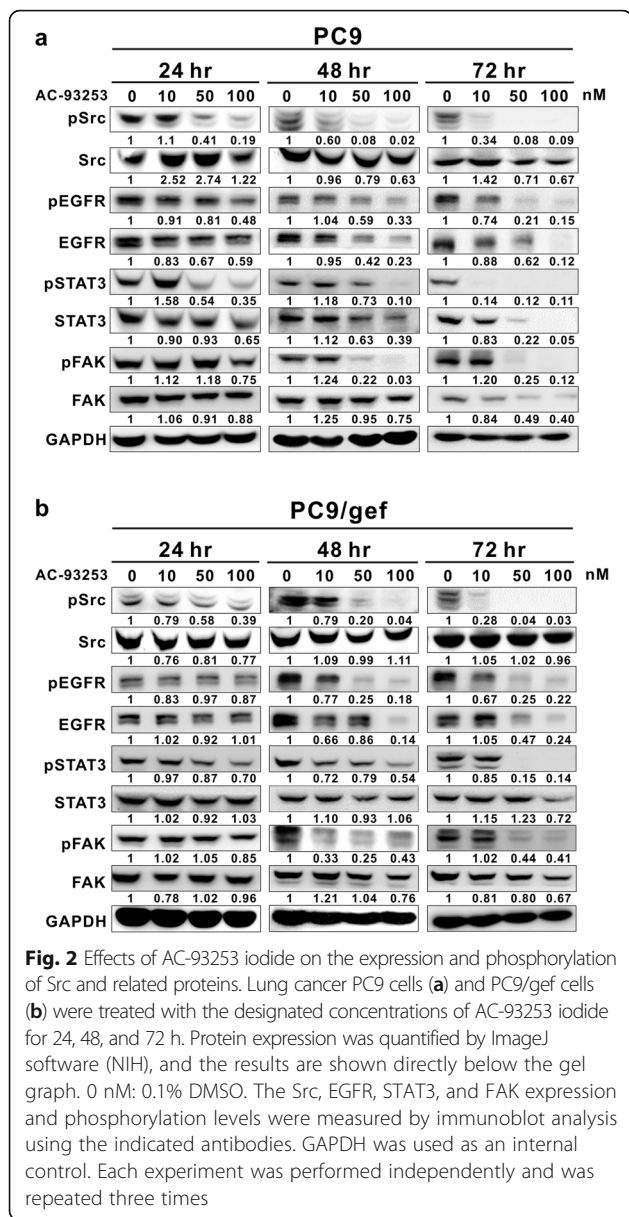 a
PC9
24 hr 48 hr 72 hr
AC-93253 0 10 50 100 0 10 50 100 0 10 50 100 nM
pSrc
1 1.1 0.41 0.19 1 0.60 0.08 0.02 1 0.34 0.08 0.09
Src
1 2.52 2.74 1.22 1 0.96 0.79 0.63 1 1.42 0.71 0.67
pEGFR
1 0.91 0.81 0.48 1 1.04 0.59 0.33 1 0.74 0.21 0.15
EGFR
1 0.83 0.67 0.59 1 0.95 0.42 0.23 1 0.88 0.62 0.12
pSTAT3
1 1.58 0.54 0.35 1 1.18 0.73 0.10 1 0.14 0.12 0.11
STAT3
1 0.90 0.93 0.65 1 1.12 0.63 0.39 1 0.83 0.22 0.05
pFAK
1 1.12 1.18 0.75 1 1.24 0.22 0.03 1 1.20 0.25 0.12
FAK
1 1.06 0.91 0.88 1 1.25 0.95 0.75 1 0.84 0.49 0.40
GAPDH
b
PC9/gef
24 hr 48 hr 72 hr
AC-93253 0 10 50 100 0 10 50 100 0 10 50 100 nM
pSrc
1 0.79 0.58 0.39 1 0.79 0.20 0.04 1 0.28 0.04 0.03
Src
1 0.76 0.81 0.77 1 1.09 0.99 1.11 1 1.05 1.02 0.96
pEGFR
1 0.83 0.97 0.87 1 0.77 0.25 0.18 1 0.67 0.25 0.22
EGFR
1 1.02 0.92 1.01 1 0.66 0.86 0.14 1 1.05 0.47 0.24
pSTAT3
1 0.97 0.87 0.70 1 0.72 0.79 0.54 1 0.85 0.15 0.14
STAT3
1 1.02 0.92 1.03 1 1.10 0.93 1.06 1 1.15 1.23 0.72
pFAK
1 1.02 1.05 0.85 1 0.33 0.25 0.43 1 1.02 0.44 0.41
FAK
1 0.78 1.02 0.96 1 1.21 1.04 0.76 1 0.81 0.80 0.67
GAPDH
Fig. 2 Effects of AC-93253 iodide on the expression and phosphorylation
of Src and related proteins. Lung cancer PC9 cells (a) and PC9/gef cells
(b) were treated with the designated concentrations of AC-93253 iodide
for 24, 48, and 72 h. Protein expression was quantified by ImageJ
software (NIH), and the results are shown directly below the gel
graph. 0 nM: 0.1% DMSO. The Src, EGFR, STAT3, and FAK expression
and phosphorylation levels were measured by immunoblot analysis
using the indicated antibodies. GAPDH was used as an internal
control. Each experiment was performed independently and was
repeated three times